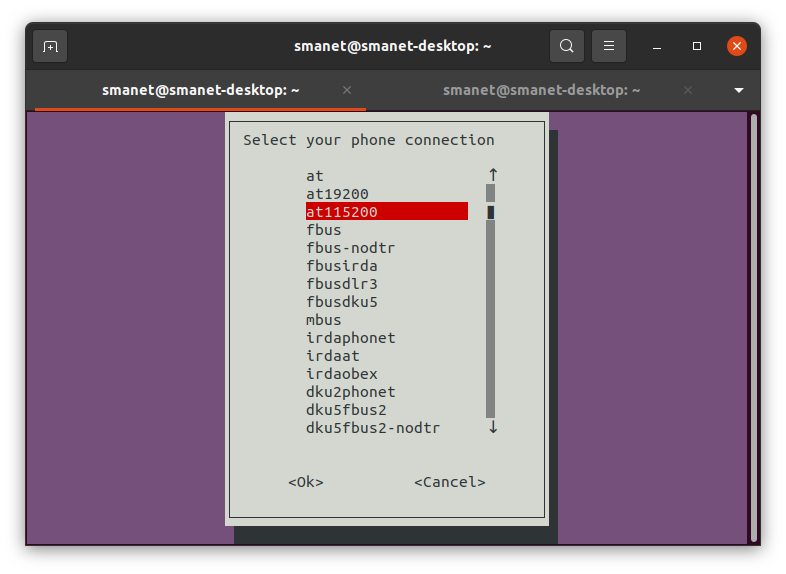 smanet@smanet-desktop: ~
smanet@smanet-desktop: ~
smanet@smanet-desktop: ~
Select your phone connection
at
at19200
at115200
fbus
fbus-nodtr
fbusirda
fbusdlr3
fbusdku5
mbus
irdaphonet
irdaat
irdaobex
dku2phonet
dku5fbus2
dku5fbus2-nodtr
<Ok> <Cancel>